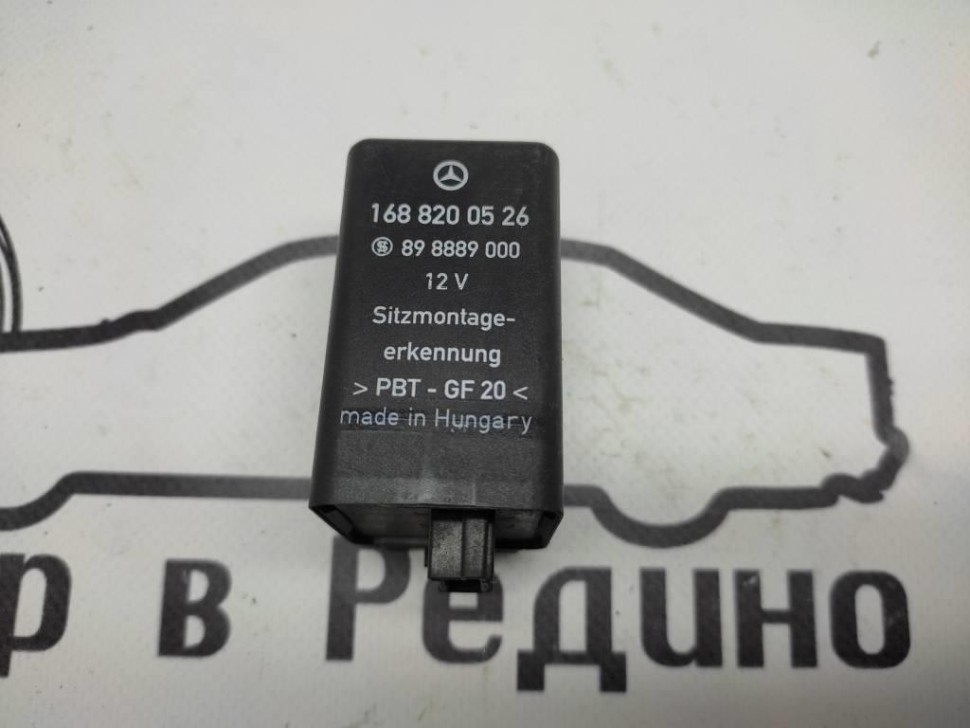 168 820 05 26
89 8889 000
12 V
Sitzmontage-
erkennung
> PBT - GF 20 <
made in Hungary
р в Редино